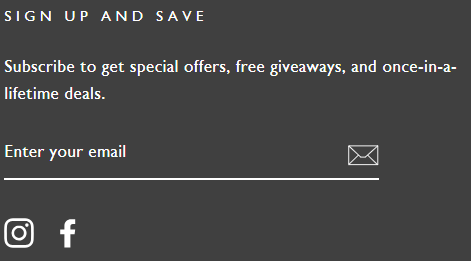 SIGN UP AND SAVE
Subscribe to get special offers, free giveaways, and once-in-a-
lifetime deals.
Enter your email